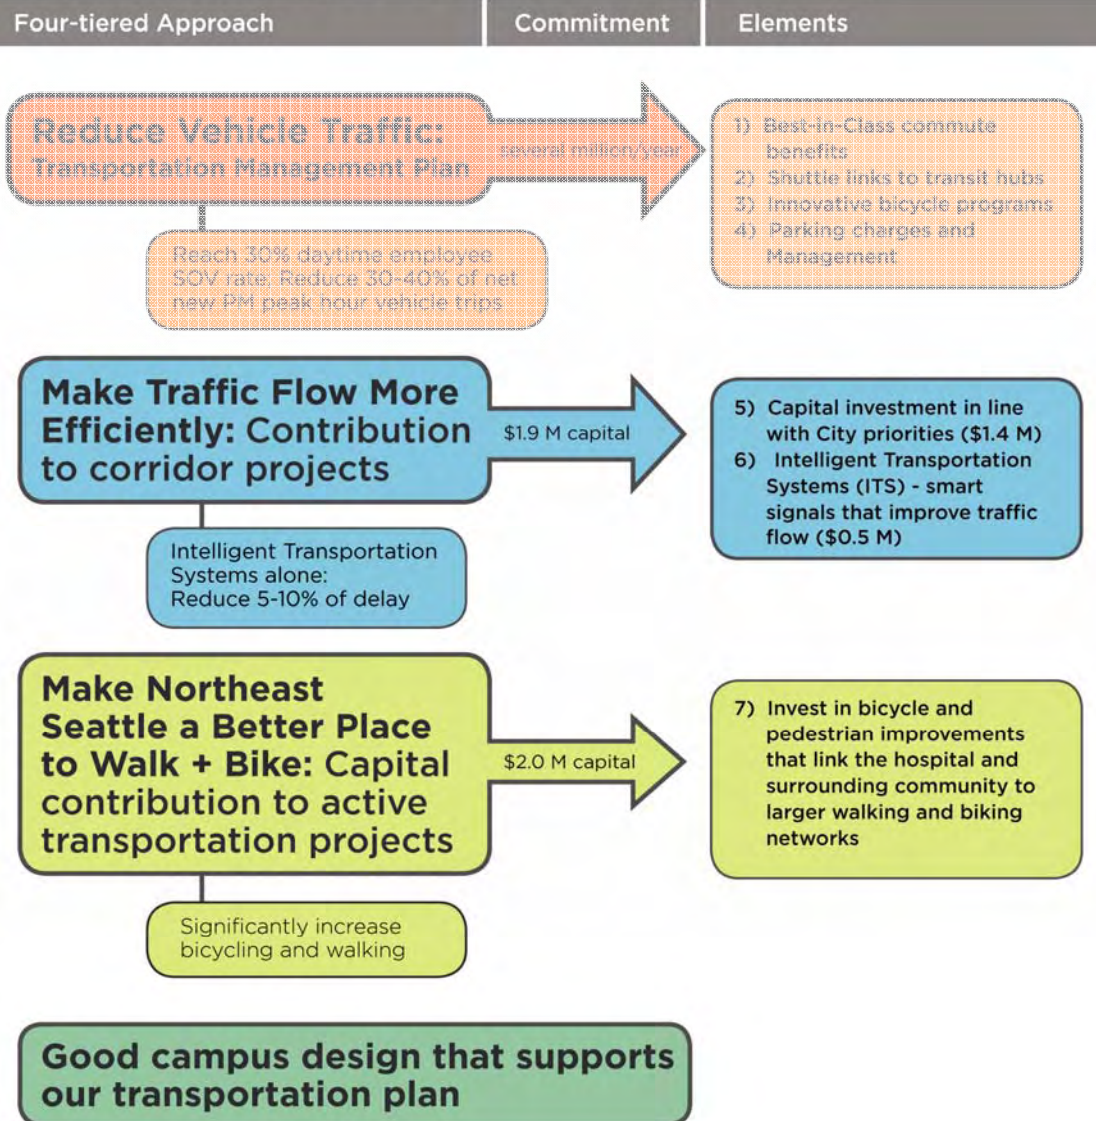 Four-tiered Approach
Commitment
Elements
Reduce Vehicle Traffic:
Transportation Management Plan
several million/year
1) Best-in-Class commute
benefits
2) Shuttle links to transit hubs
3) Innovative bicycle programs
4) Parking charges and
Management
Reach 30% daytime employee
SOV rate; Reduce 30-40% of net
new PM peak hour vehicle trips
Make Traffic Flow More
Efficiently: Contribution
to corridor projects
$1.9 M capital
5) Capital investment in line
with City priorities ($1.4 M)
6) Intelligent Transportation
Systems (ITS) - smart
signals that improve traffic
flow ($0.5 M)
Intelligent Transportation
Systems alone:
Reduce 5-10% of delay
Make Northeast
Seattle a Better Place
to Walk + Bike: Capital
contribution to active
transportation projects
$2.0 M capital
7) Invest in bicycle and
pedestrian improvements
that link the hospital and
surrounding community to
larger walking and biking
networks
Significantly increase
bicycling and walking
Good campus design that supports
our transportation plan